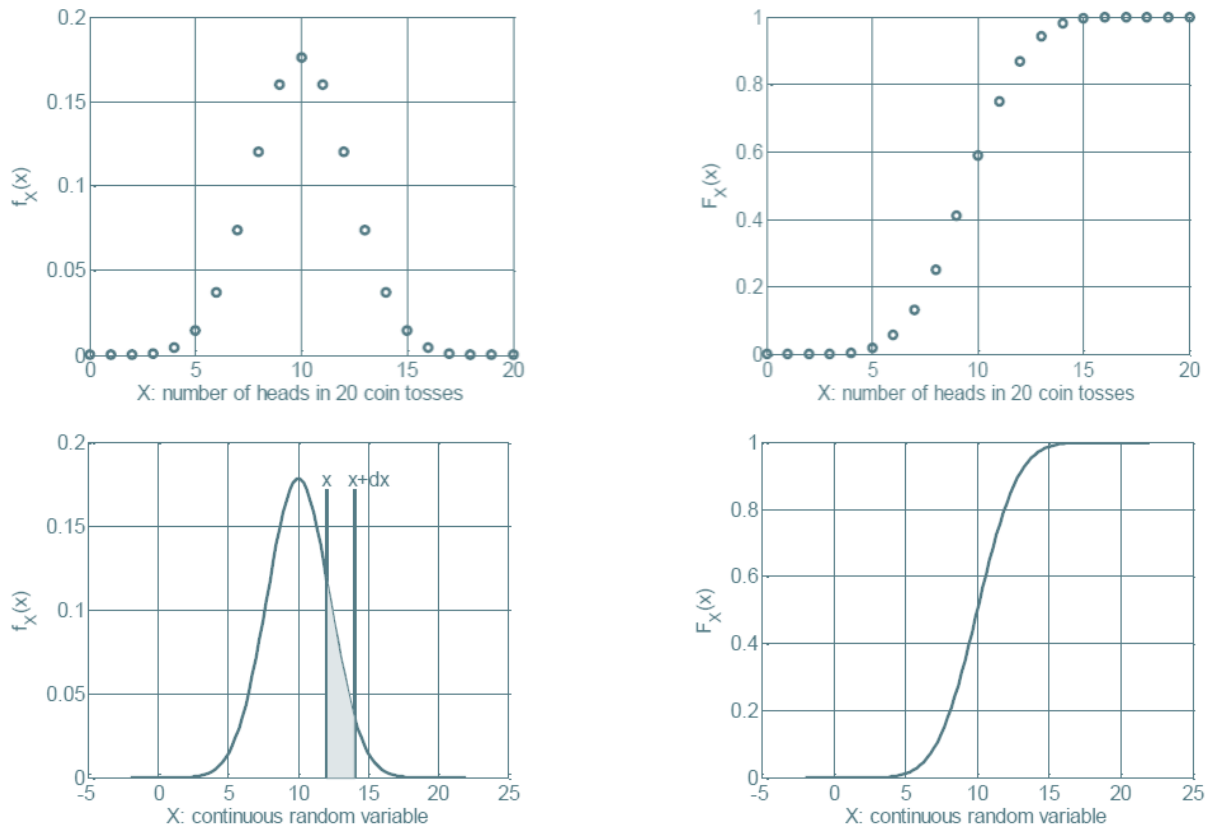 0.2
0.15
0.1
0.05
0
f_X(x)
0 5 10 15 20
X: number of heads in 20 coin tosses
1
0.8
0.6
0.4
0.2
0
F_X(x)
0 5 10 15 20
X: number of heads in 20 coin tosses
0.2
0.15
0.1
0.05
0
f_X(x)
x x+dx
-5 0 5 10 15 20 25
X: continuous random variable
1
0.8
0.6
0.4
0.2
0
F_X(x)
-5 0 5 10 15 20 25
X: continuous random variable